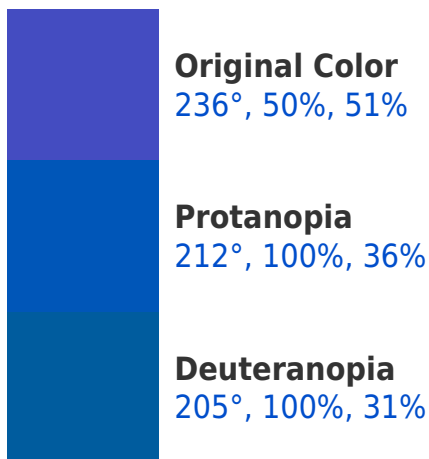 Original Color
236°, 50%, 51%
Protanopia
212°, 100%, 36%
Deuteranopia
205°, 100%, 31%